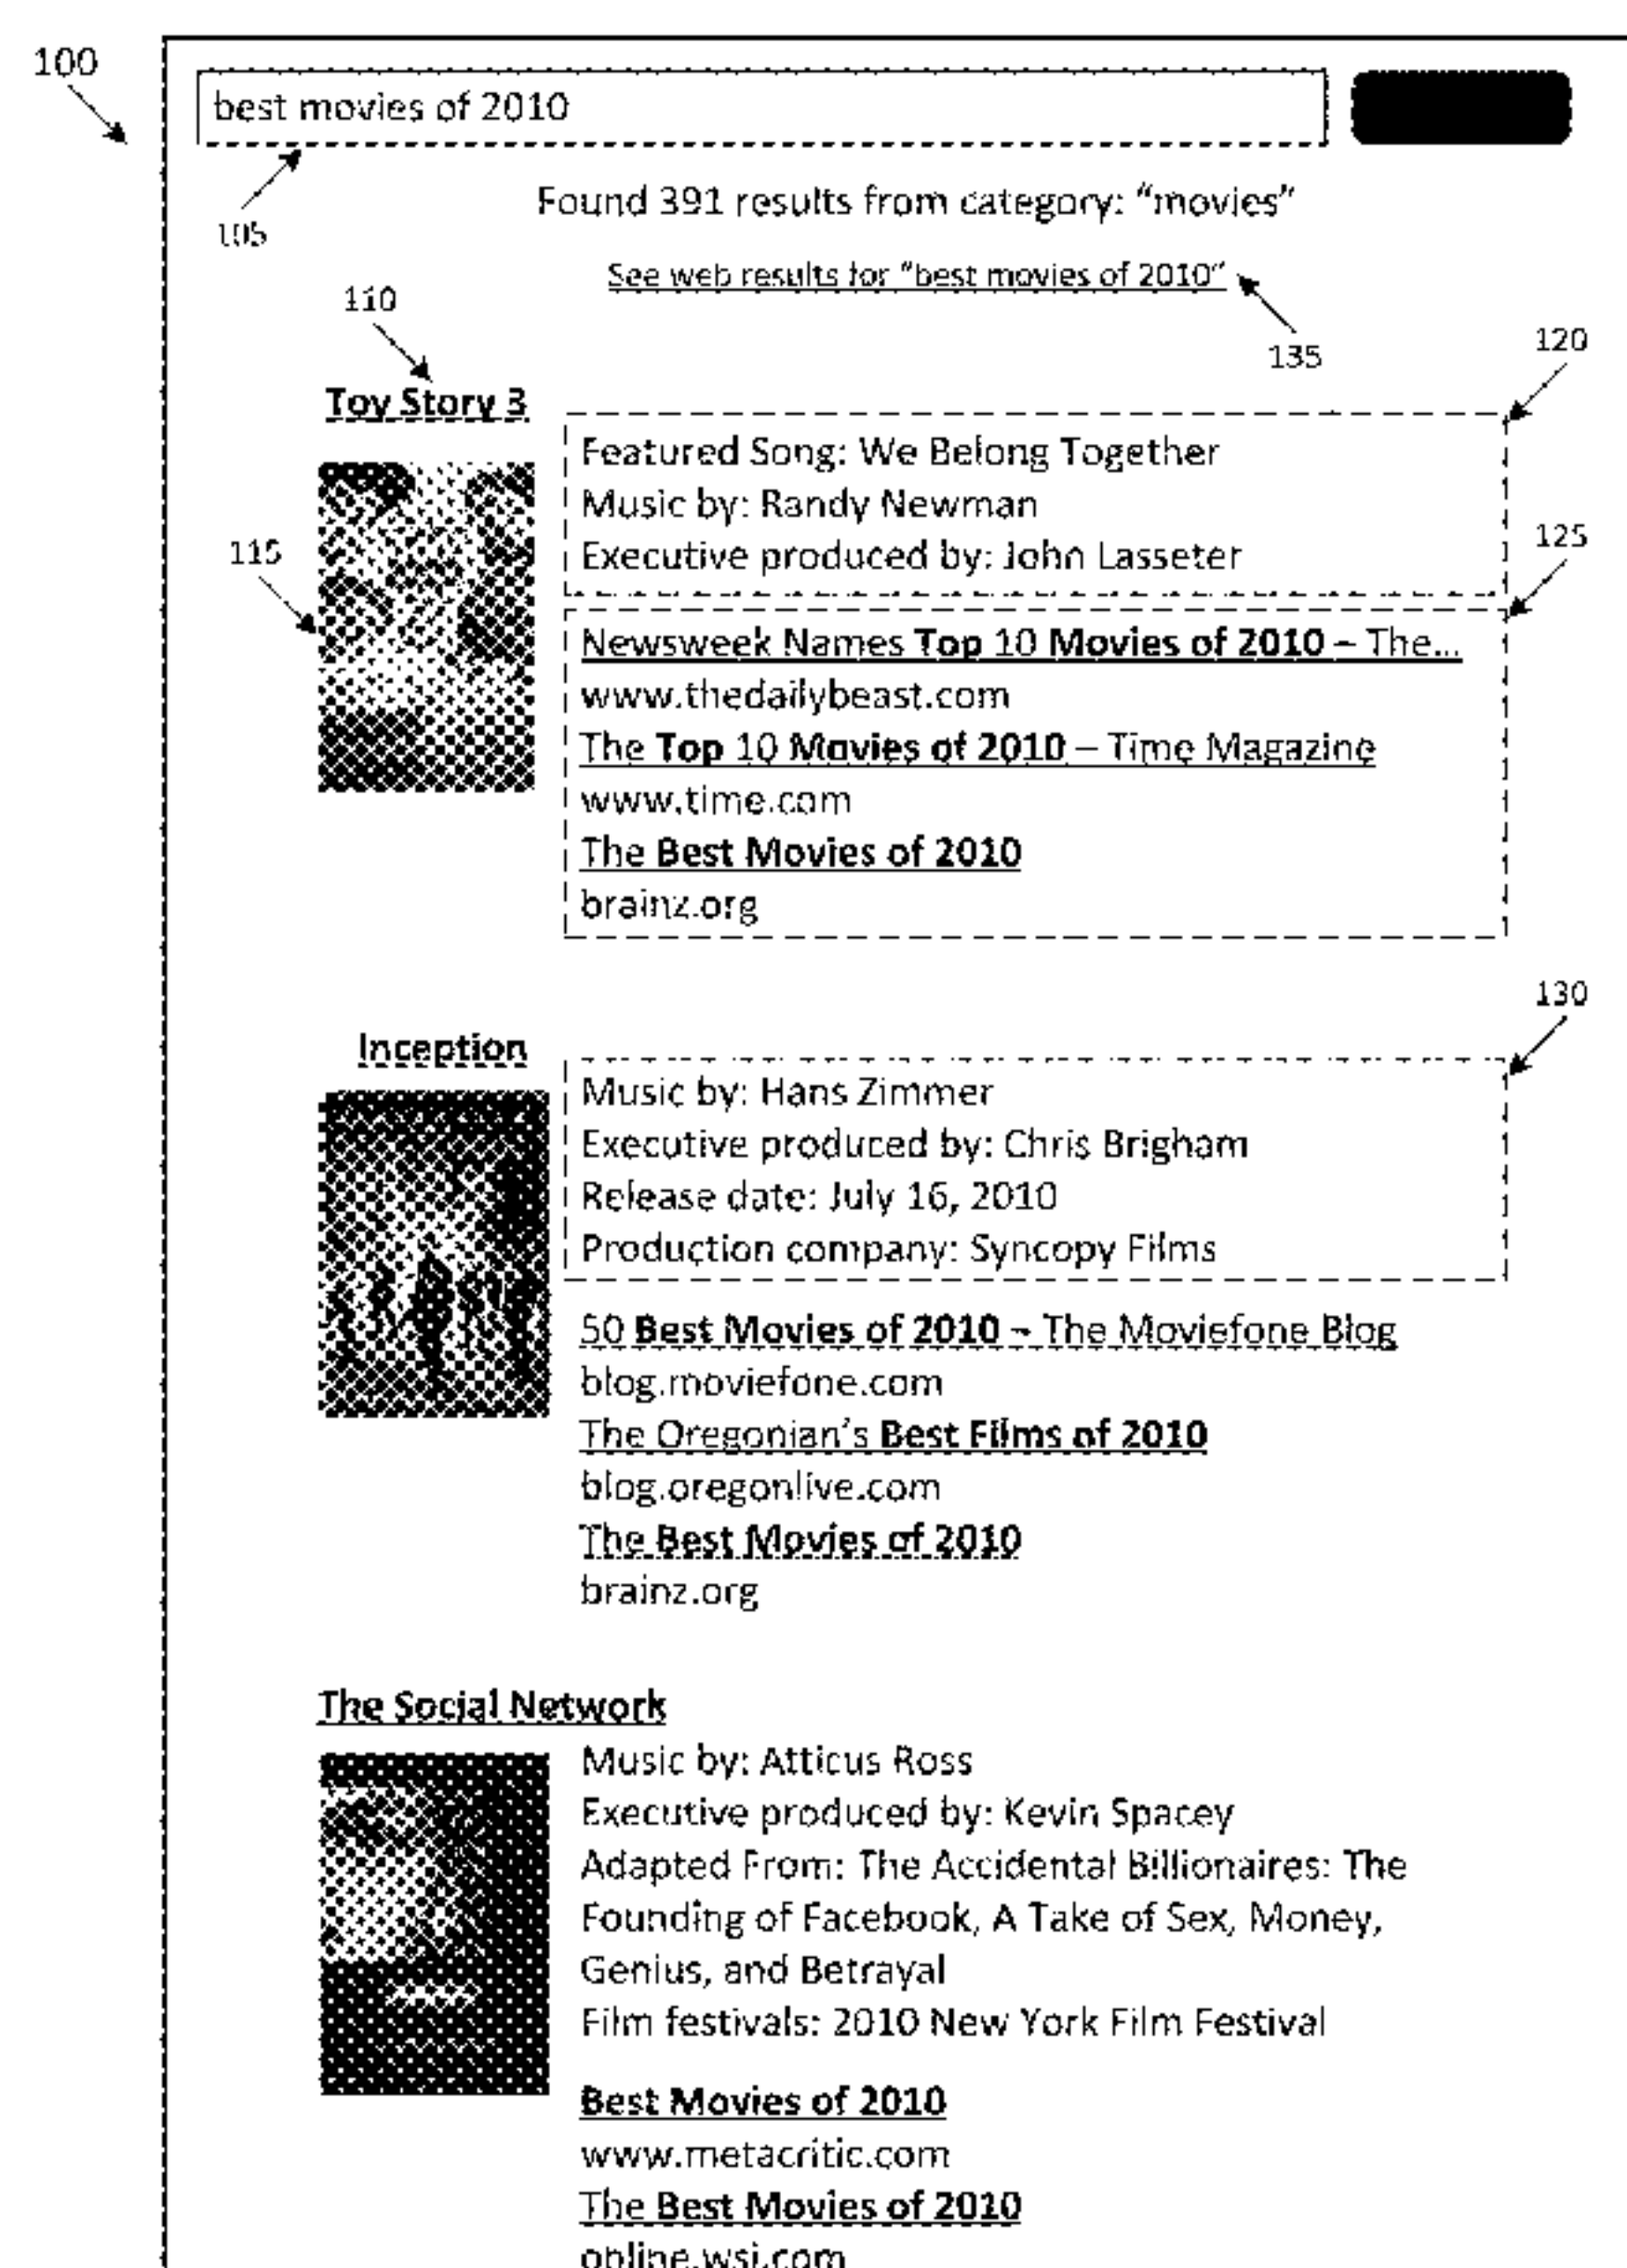 100
best movies of 2010
105
Found 391 results from category: “movies”
See web results for “best movies of 2010”
135
110
120
Toy Story 3
Featured Song: We Belong Together
Music by: Randy Newman
Executive produced by: John Lasseter
115
125
Newsweek Names Top 10 Movies of 2010 – The...
www.thedailybeast.com
The Top 10 Movies of 2010 – Time Magazine
www.time.com
The Best Movies of 2010
brainz.org
130
Inception
Music by: Hans Zimmer
Executive produced by: Chris Brigham
Release date: July 16, 2010
Production company: Syncopy Films
50 Best Movies of 2010 – The Moviefone Blog
blog.moviefone.com
The Oregonian’s Best Films of 2010
blog.oregonlive.com
The Best Movies of 2010
brainz.org
The Social Network
Music by: Atticus Ross
Executive produced by: Kevin Spacey
Adapted From: The Accidental Billionaires: The
Founding of Facebook, A Take of Sex, Money,
Genius, and Betrayal
Film festivals: 2010 New York Film Festival
Best Movies of 2010
www.metacritic.com
The Best Movies of 2010
online.wsj.com